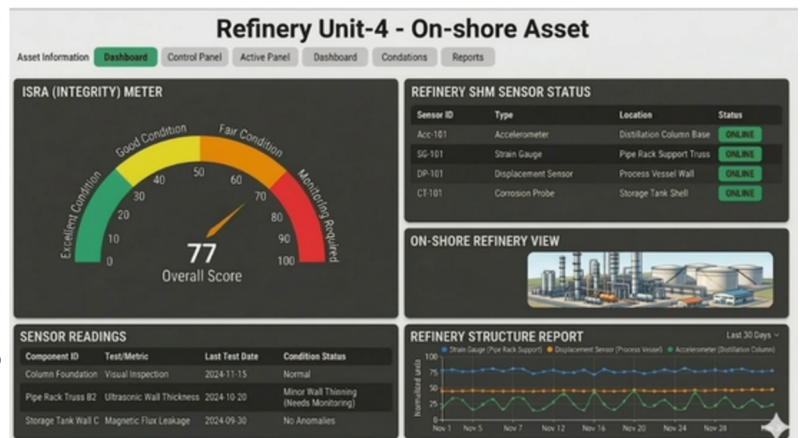 Refinery Unit-4 - On-shore Asset
Asset Information Dashboard Control Panel Active Panel Dashboard Condations Reports
ISRA (INTEGRITY) METER
Excellent Condition
Good Condition
Fair Condition
Monitoring Required
0 10 20 30 40 50 60 70 80 90 100
77
Overall Score
REFINERY SHM SENSOR STATUS
Sensor ID Type Location Status
Acc-101 Accelerometer Distillation Column Base ONLINE
SG-101 Strain Gauge Pipe Rack Support Truss ONLINE
DP-101 Displacement Sensor Process Vessel Wall ONLINE
CT-101 Corrosion Probe Storage Tank Shell ONLINE
ON-SHORE REFINERY VIEW
SENSOR READINGS
Component ID Test/Metric Last Test Date Condition Status
Column Foundation Visual Inspection 2024-11-15 Normal
Pipe Rack Truss B2 Ultrasonic Wall Thickness 2024-10-20 Minor Wall Thinning
(Needs Monitoring)
Storage Tank Wall C Magnetic Flux Leakage 2024-09-30 No Anomalies
REFINERY STRUCTURE REPORT
Last 30 Days
Strain Gauge (Pipe Rack Support) Displacement Sensor (Process Vessel) Accelerometer (Distillation Column)
Normalized units
100
75
50
25
0
Nov 1 Nov 5 Nov 7 Nov 12 Nov 16 Nov 20 Nov 24 Nov 28